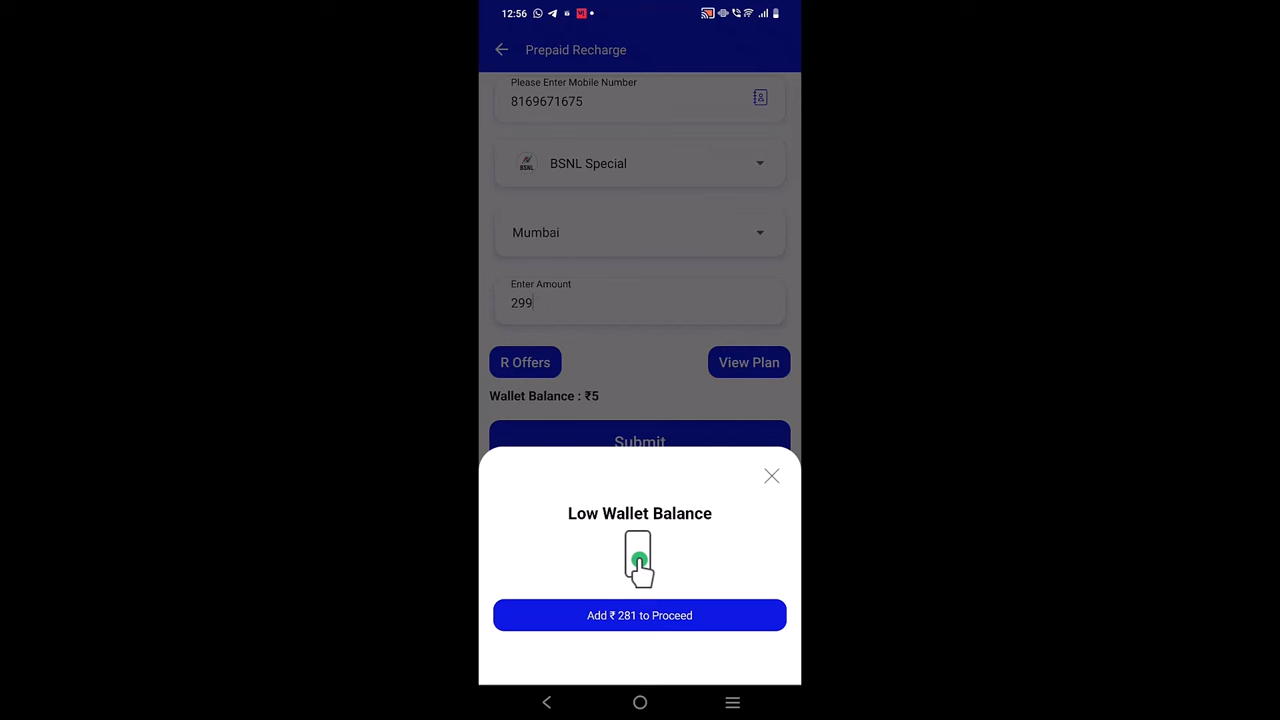 12:56
Prepaid Recharge
Please Enter Mobile Number
8169671675
BSNL
BSNL Special
Mumbai
Enter Amount
299
R Offers
View Plan
Wallet Balance : ₹5
Submit
Low Wallet Balance
Add ₹ 281 to Proceed